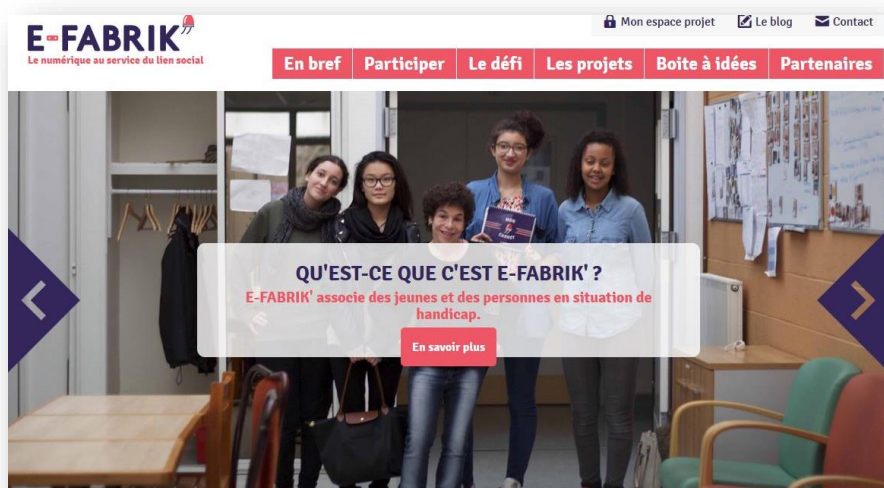 E-FABRIK'
Le numérique au service du lien social
Mon espace projet Le blog Contact
En bref Participer Le défi Les projets Boite à idées Partenaires
QU'EST-CE QUE C'EST E-FABRIK' ?
E-FABRIK' associe des jeunes et des personnes en situation de
handicap.
En savoir plus